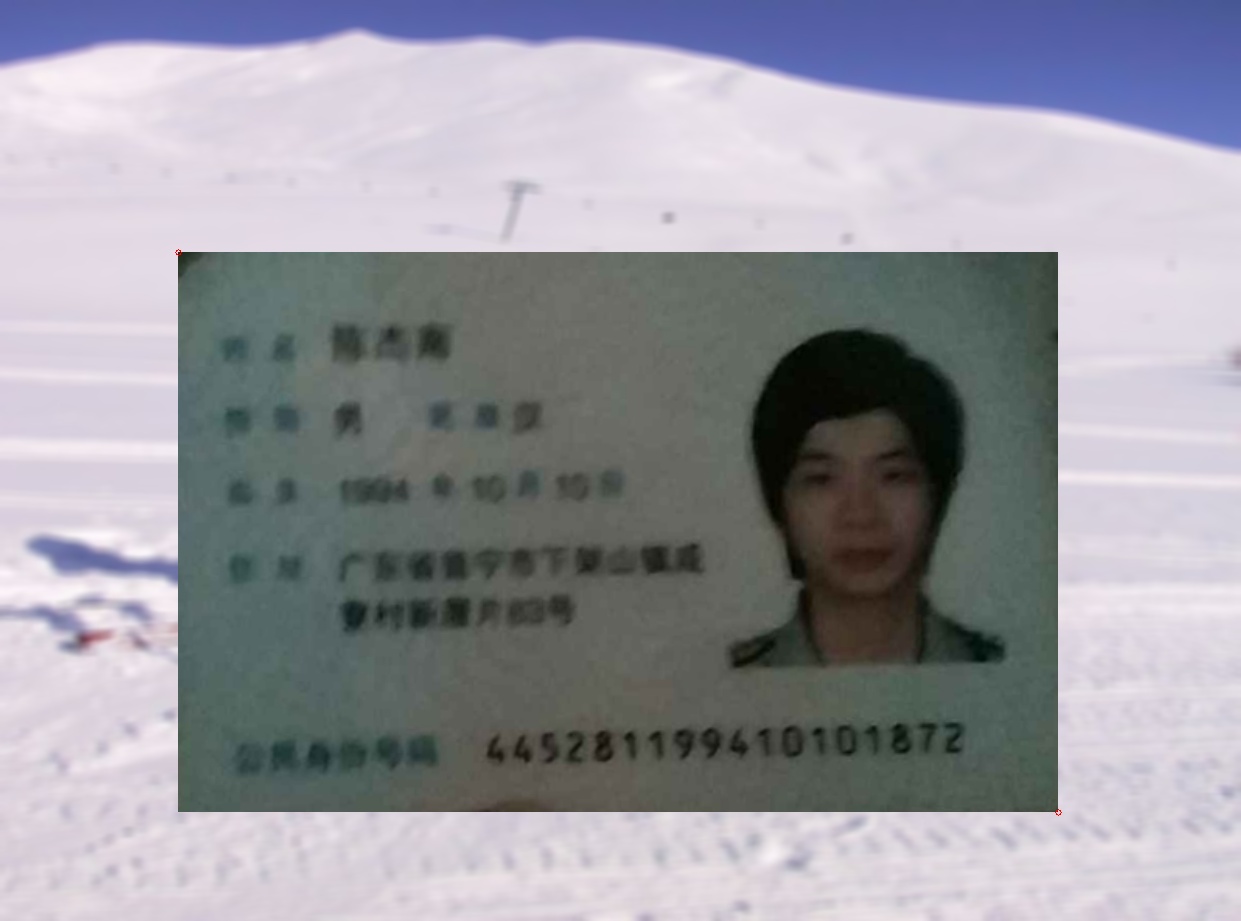 姓名 陈杰南
性别 男 民族 汉
出生 1994 年 10 月 10 日
住址 广东省普宁市下架山镇咸
寮村新厝片83号
公民身份号码 445281199410101872